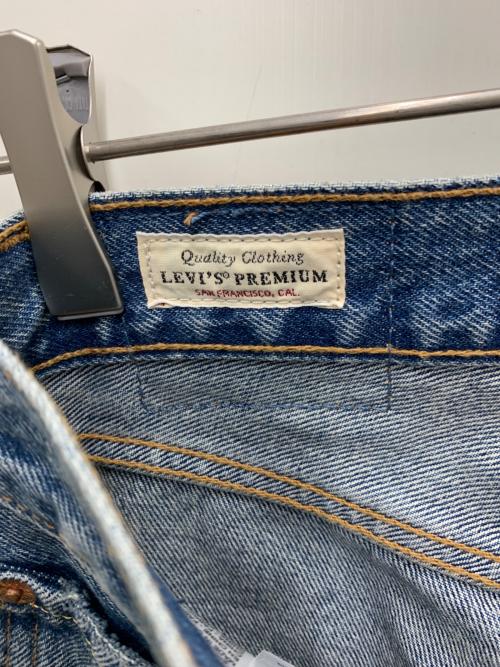 Quality Clothing
LEVI'S® PREMIUM
SAN FRANCISCO, CAL.